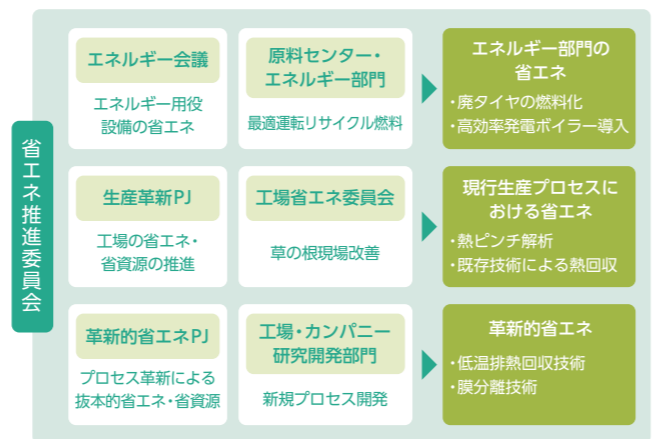 省エネ推進委員会
エネルギー会議
エネルギー用役
設備の省エネ
原料センター・
エネルギー部門
最適運転リサイクル燃料
エネルギー部門の
省エネ
・廃タイヤの燃料化
・高効率発電ボイラー導入
生産革新PJ
工場の省エネ・
省資源の推進
工場省エネ委員会
草の根現場改善
現行生産プロセスに
おける省エネ
・熱ピンチ解析
・既存技術による熱回収
革新的省エネPJ
プロセス革新による
抜本的省エネ・省資源
工場・カンパニー
研究開発部門
新規プロセス開発
革新的省エネ
・低温排熱回収技術
・膜分離技術